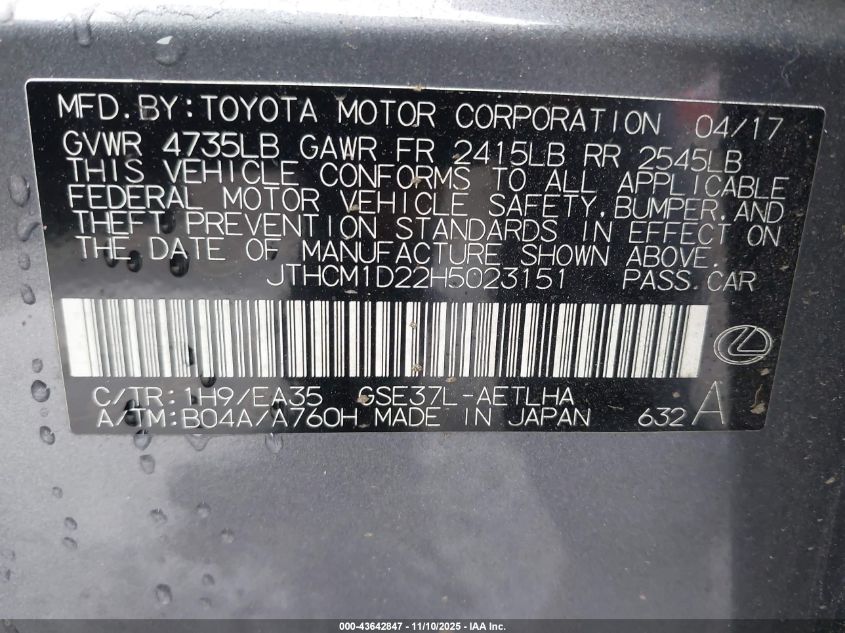 MFD.BY:TOYOTA MOTOR CORPORATION 04/17
GVWR 4735LB GAWR FR 2415LB RR 2545LB
THIS VEHICLE CONFORMS TO ALL APPLICABLE
FEDERAL MOTOR VEHICLE SAFETY,BUMPER,AND
THEFT PREVENTION STANDARDS IN EFFECT ON
THE DATE OF MANUFACTURE SHOWN ABOVE.
JTHCM1D22H5023151 PASS.CAR
C/TR:1H9/EA35 GSE37L-AETLHA
A/TM:B04A/A760H MADE IN JAPAN 632 A
000-43642847 - 11/10/2025 - IAA Inc.